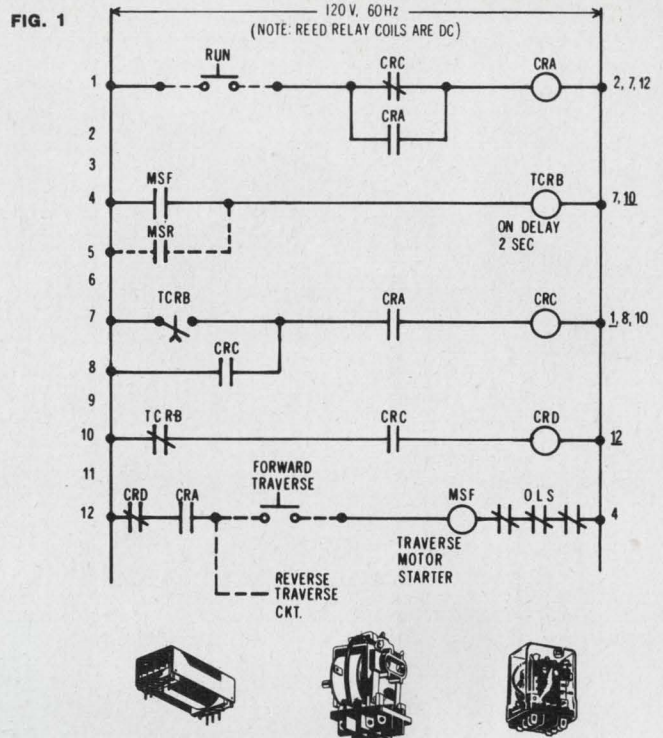 FIG. 1
120 V, 60 Hz
(NOTE: REED RELAY COILS ARE DC)
RUN
CRC
CRA
1
2, 7, 12
CRA
2
3
MSF
TCRB
4
7, 10
ON DELAY
2 SEC
MSR
5
6
TCRB
CRA
CRC
7
1, 8, 10
CRC
8
9
TCRB
CRC
CRD
10
12
11
FORWARD
TRAVERSE
CRD
CRA
MSF
OLS
12
4
TRAVERSE
MOTOR
STARTER
REVERSE
TRAVERSE
CKT.